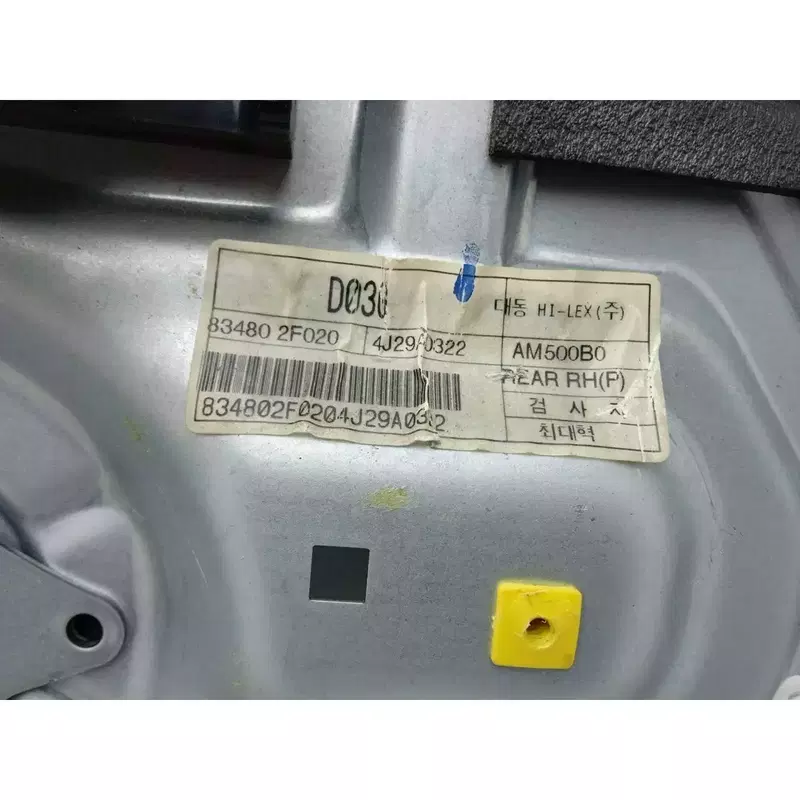 D030
대동 HI-LEX(주)
83480 2F020
4J29A0322
AM500B0
REAR RH(P)
834802F0204J29A0322
검 사 자
최대혁